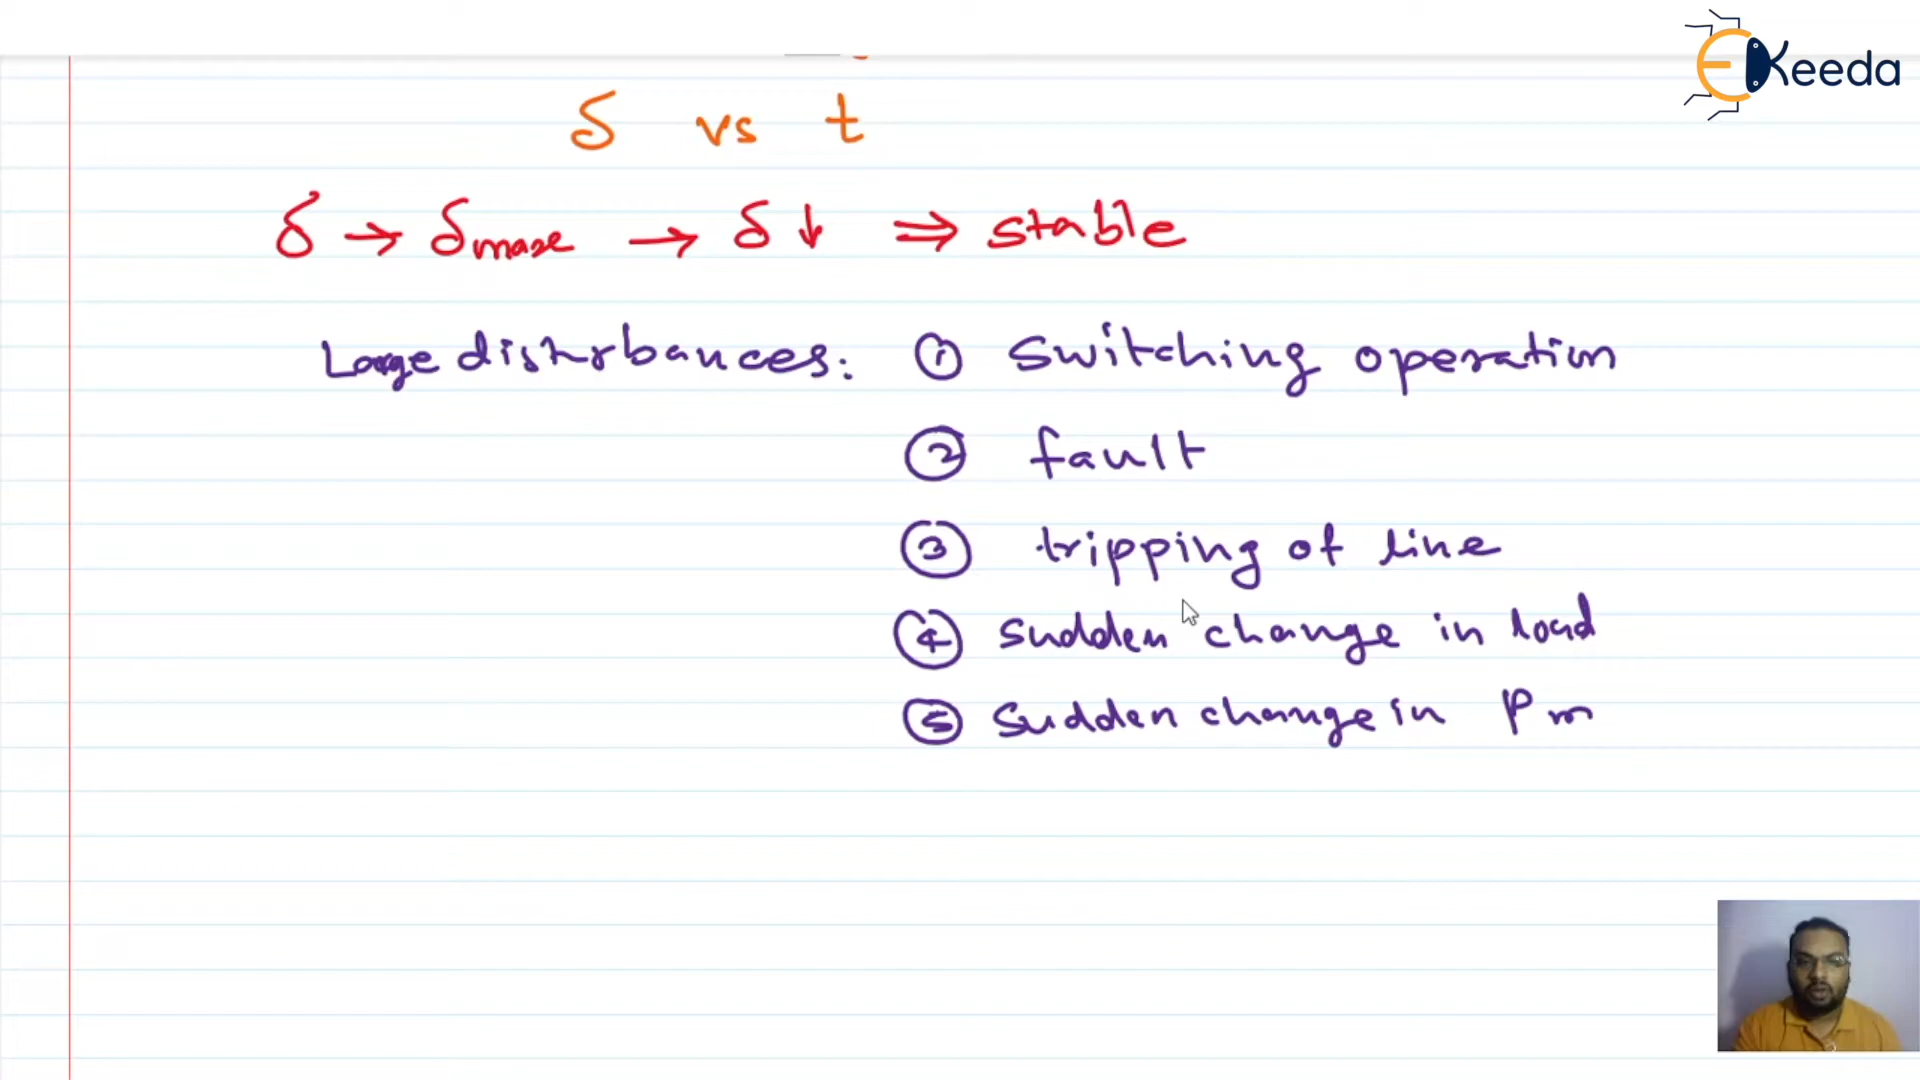 EKeeda
δ vs t
δ → δmax → δ ↓ ⇒ stable
Large disturbances: ① Switching operation
② fault
③ tripping of line
④ sudden change in load
⑤ sudden change in Pm